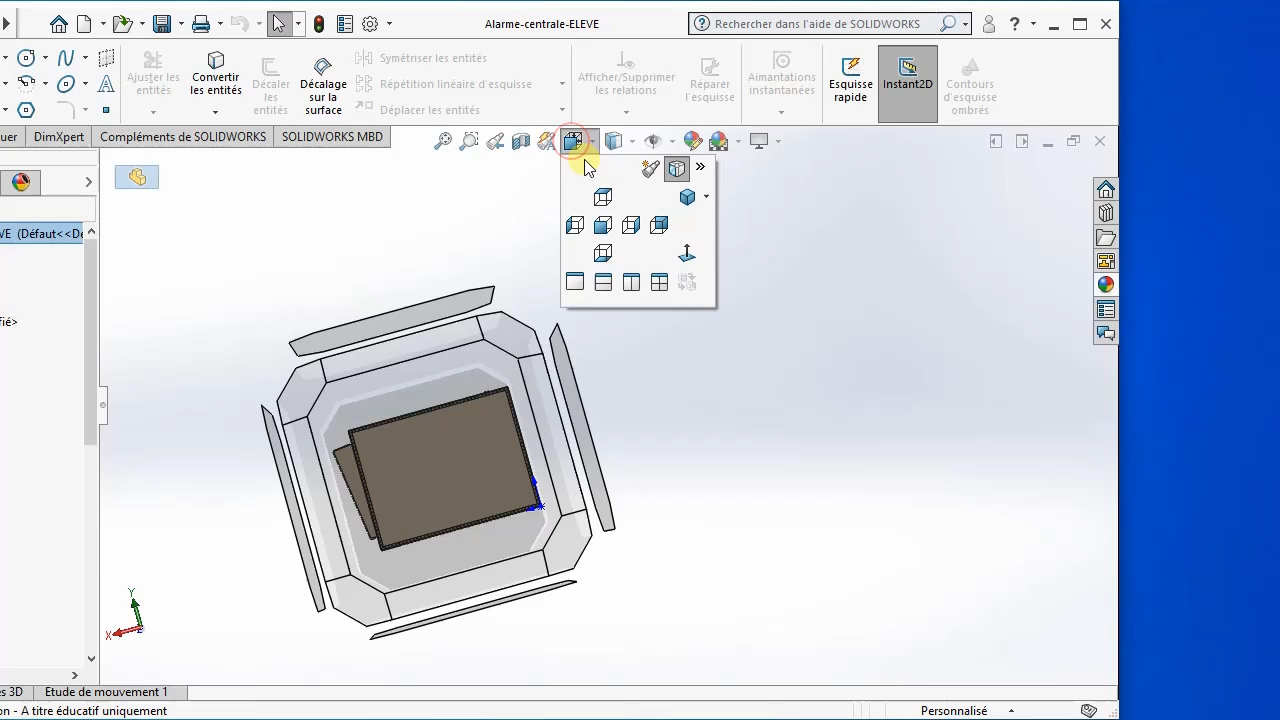 Alarme-centrale-ELEVE
Rechercher dans l'aide de SOLIDWORKS
Ajuster les entités
Convertir les entités
Décaler les entités
Décalage sur la surface
Symétriser les entités
Répétition linéaire d'esquisse
Déplacer les entités
Afficher/Supprimer les relations
Réparer l'esquisse
Aimantations instantanées
Esquisse rapide
Instant2D
Contours d'esquisse ombrés
uer
DimXpert
Compléments de SOLIDWORKS
SOLIDWORKS MBD
VE (Défaut<<De
fié>
Y
X
Z
es 3D
Etude de mouvement 1
on - A titre éducatif uniquement
Personnalisé